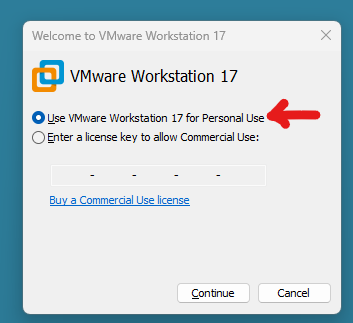 Welcome to VMware Workstation 17
VMware Workstation 17
Use VMware Workstation 17 for Personal Use
Enter a license key to allow Commercial Use:
- - - -
Buy a Commercial Use license
Continue
Cancel